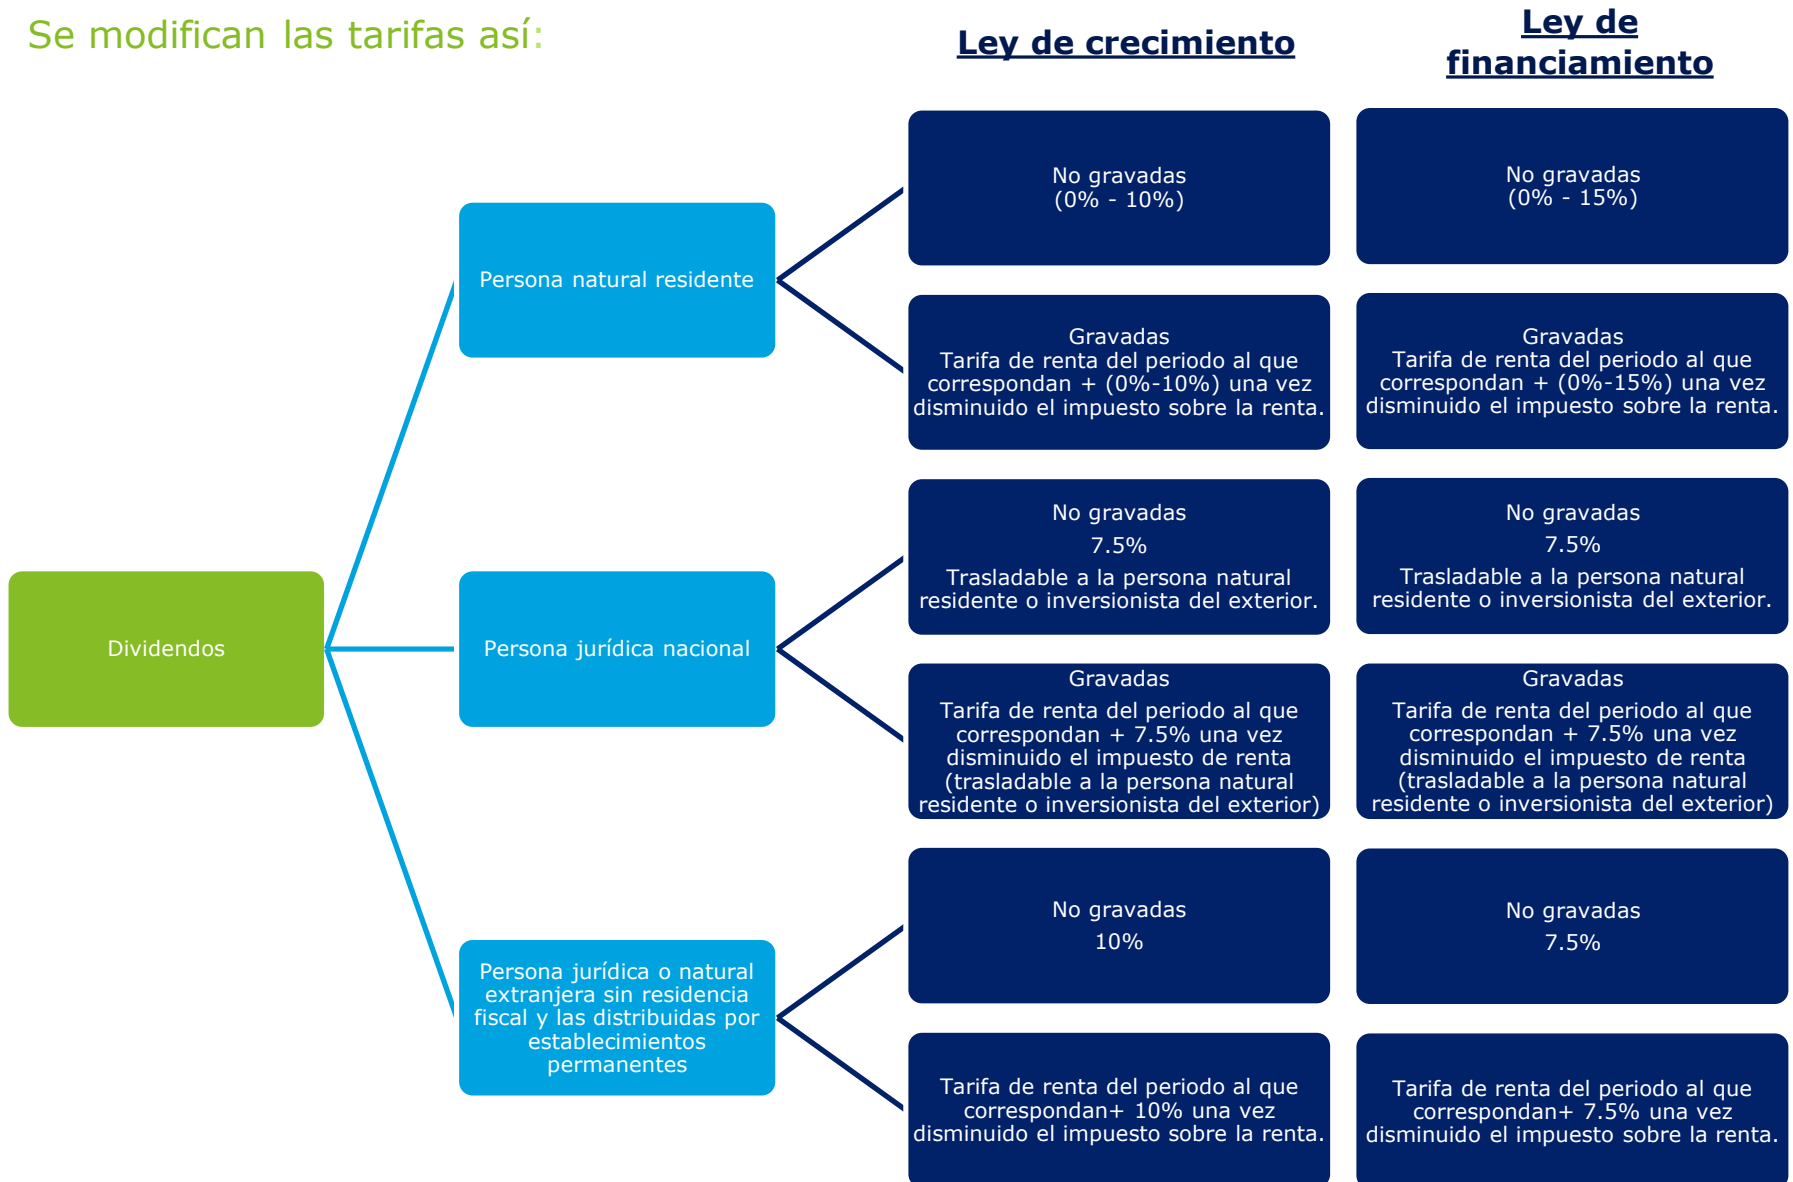 Se modifican las tarifas así:
Ley de crecimiento
Ley de
financiamiento
Dividendos
Persona natural residente
No gravadas
(0% - 10%)
No gravadas
(0% - 15%)
Gravadas
Tarifa de renta del periodo al que
correspondan + (0%-10%) una vez
disminuido el impuesto sobre la renta.
Gravadas
Tarifa de renta del periodo al que
correspondan + (0%-15%) una vez
disminuido el impuesto sobre la renta.
Persona jurídica nacional
No gravadas
7.5%
Trasladable a la persona natural
residente o inversionista del exterior.
No gravadas
7.5%
Trasladable a la persona natural
residente o inversionista del exterior.
Gravadas
Tarifa de renta del periodo al que
correspondan + 7.5% una vez
disminuido el impuesto de renta
(trasladable a la persona natural
residente o inversionista del exterior)
Gravadas
Tarifa de renta del periodo al que
correspondan + 7.5% una vez
disminuido el impuesto de renta
(trasladable a la persona natural
residente o inversionista del exterior)
Persona jurídica o natural
extranjera sin residencia
fiscal y las distribuidas por
establecimientos
permanentes
No gravadas
10%
No gravadas
7.5%
Tarifa de renta del periodo al que
correspondan+ 10% una vez
disminuido el impuesto sobre la renta.
Tarifa de renta del periodo al que
correspondan+ 7.5% una vez
disminuido el impuesto sobre la renta.